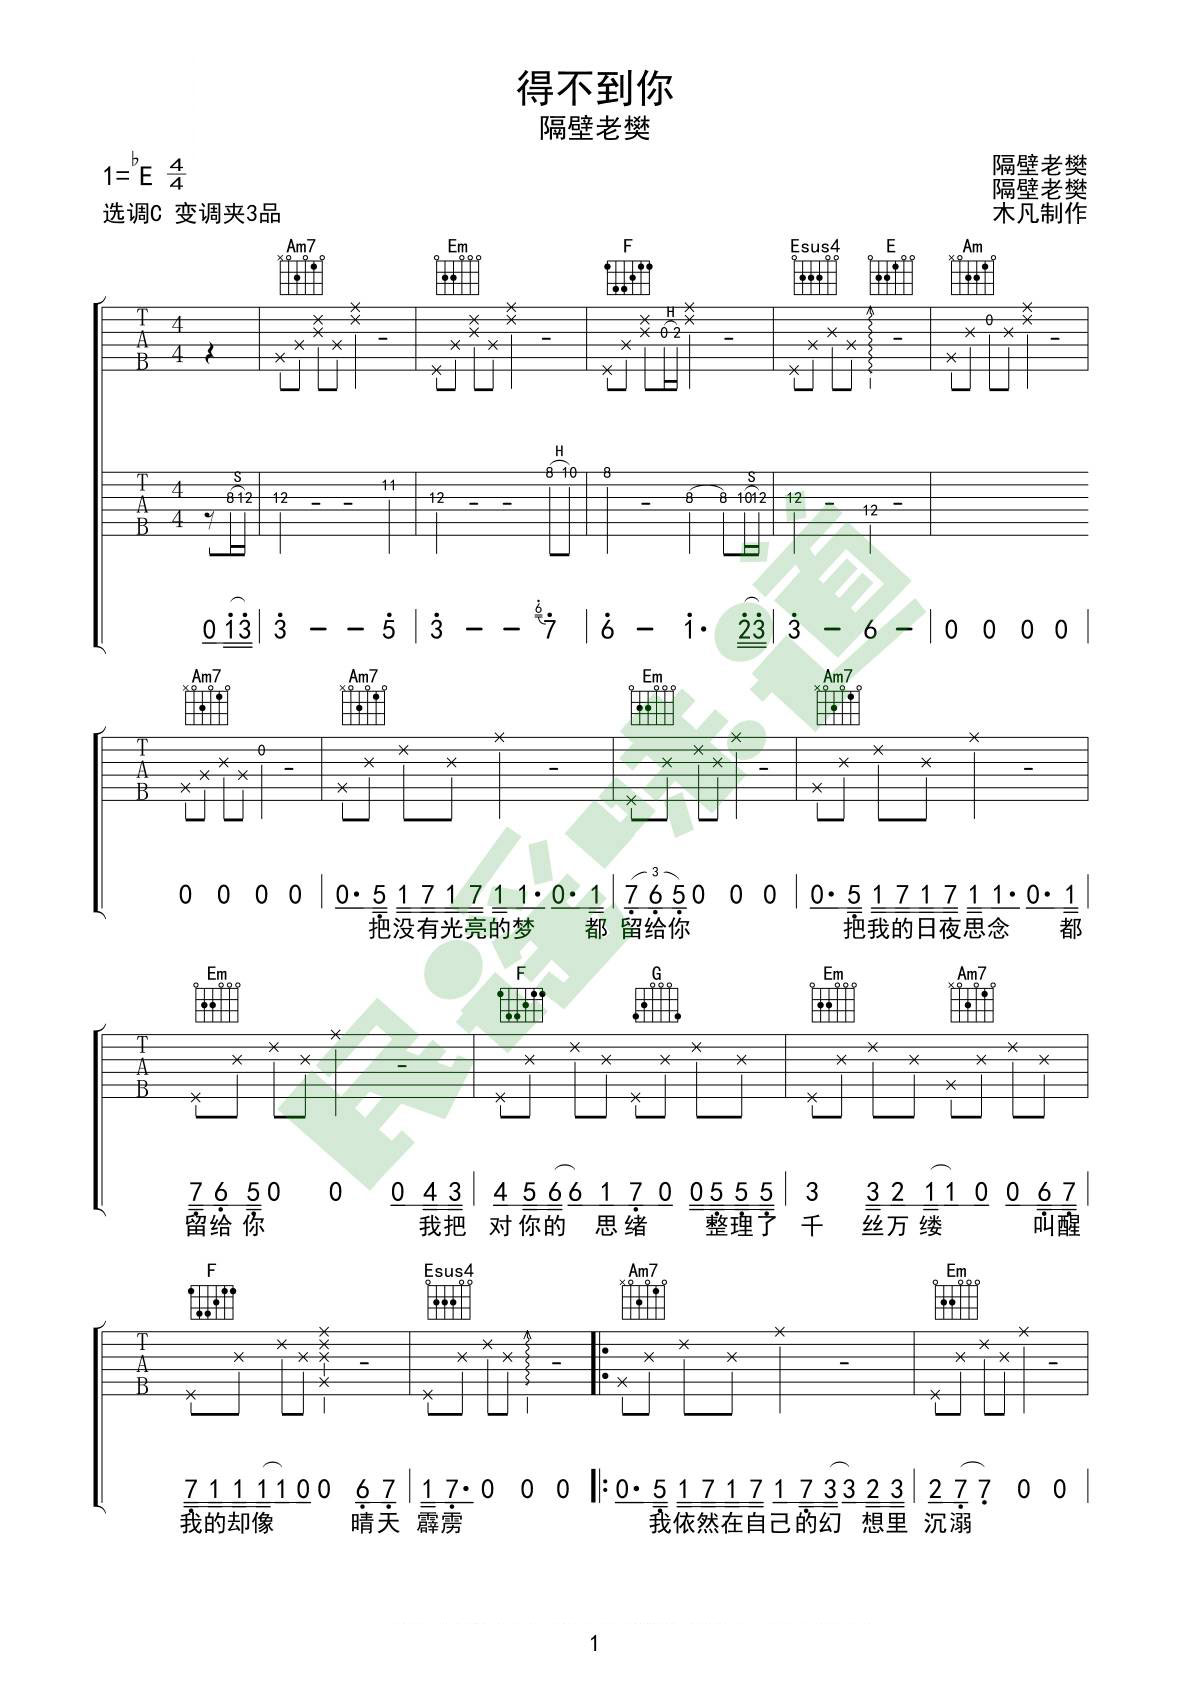 得不到你
隔壁老樊
1=♭E 4/4
隔壁老樊
隔壁老樊
选调C 变调夹3品
木凡制作
Am7 Em F Esus4 E Am
H
0 2 0
T A B 4 4
H
S 8 10 8 S
11
8 12 12 12 8 8 10 12 12
12
T A B 4 4
0 1 3 3 - - 5 3 - - 6 7 6 - 1· 2 3 3 - 6 - 0 0 0 0
Am7 Am7 Em Am7
T A B 0
0 0 0 0 0· 5 1 7 1 7 1 1· 0· 1 7 6 5 0 0 0 0· 5 1 7 1 7 1 1· 0· 1
3
把没有光亮的梦 都 留给你 把我的日夜思念 都
Em F G Em Am7
T A B
7 6 5 0 0 0 4 3 4 5 6 6 1 7 0 0 5 5 5 3 3 2 1 1 0 0 6 7
留给你 我把 对你的 思绪 整理了 千 丝万缕 叫醒
F Esus4 Am7 Em
T A B
7 1 1 1 1 0 0 6 7 1 7· 0 0 0 0· 5 1 7 1 7 1 7 3 3 2 3 2 7 7 0 0
我的却像 晴天 霹雳 我依然在自己的幻 想里 沉溺
民谣味道
1